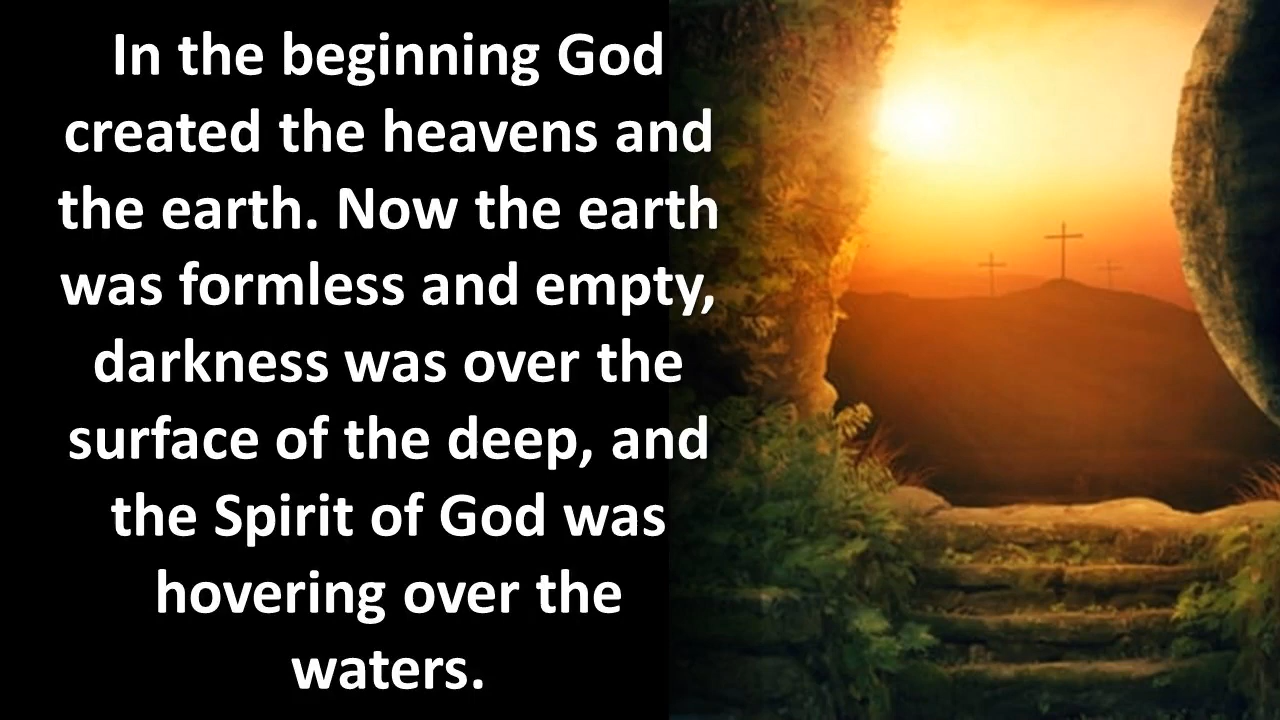 In the beginning God
created the heavens and
the earth. Now the earth
was formless and empty,
darkness was over the
surface of the deep, and
the Spirit of God was
hovering over the
waters.